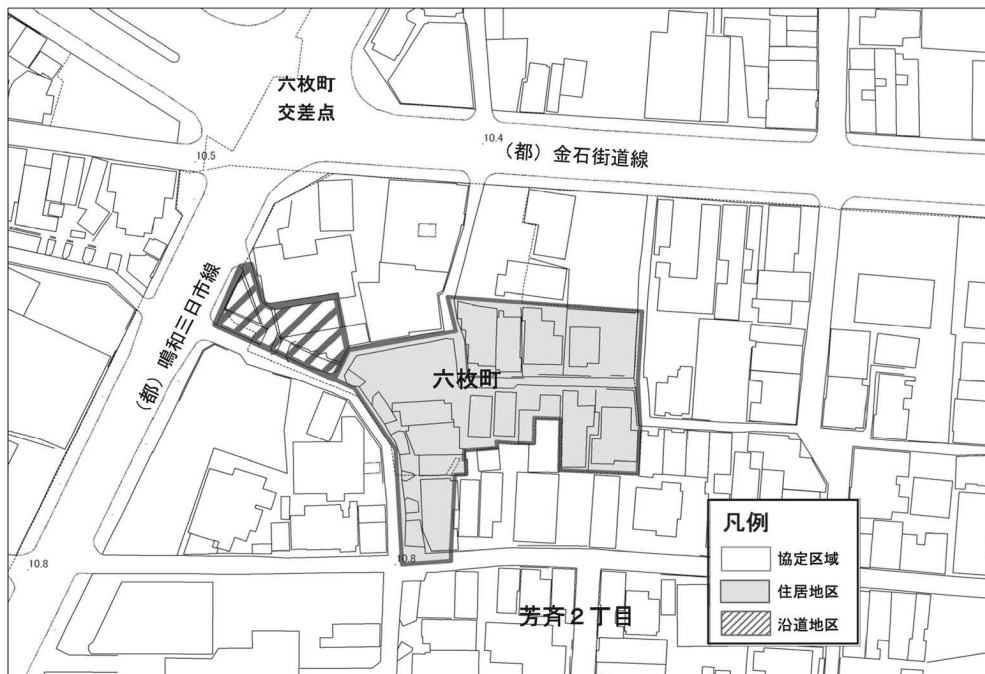 六枚町
交差点
10.4
(都) 金石街道線
10.5
(都) 鳴和三日市線
六枚町
凡例
協定区域
住居地区
沿道地区
10.8
10.8
芳斉2丁目